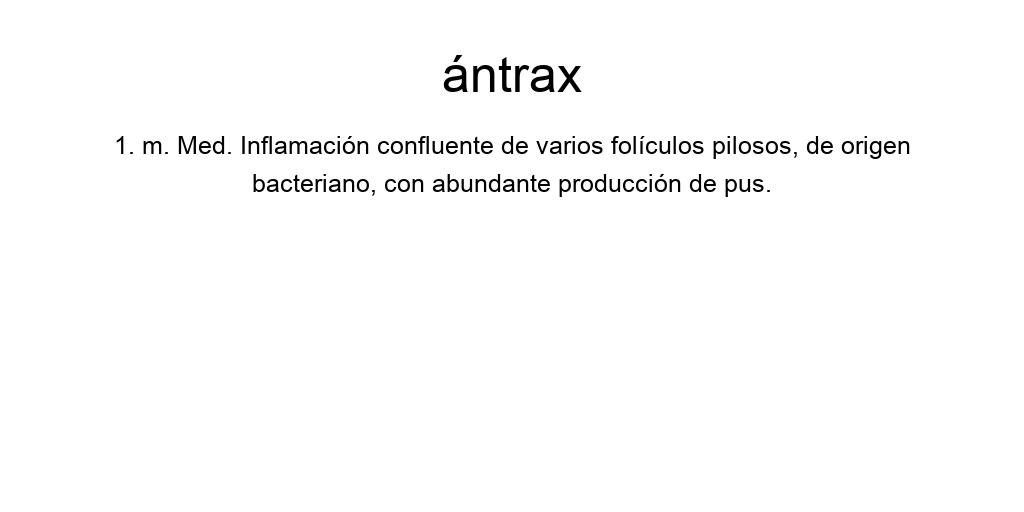 ántrax
1. m. Med. Inflamación confluente de varios folículos pilosos, de origen
bacteriano, con abundante producción de pus.